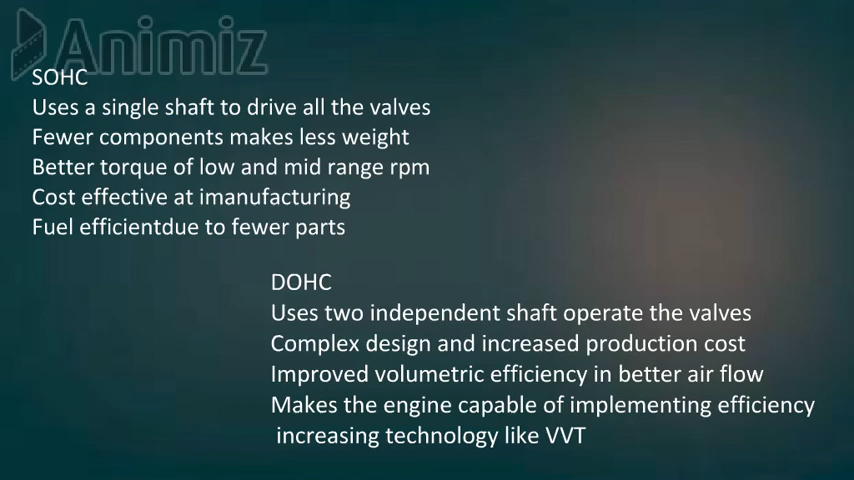 Animiz
SOHC
Uses a single shaft to drive all the valves
Fewer components makes less weight
Better torque of low and mid range rpm
Cost effective at imanufacturing
Fuel efficientdue to fewer parts
DOHC
Uses two independent shaft operate the valves
Complex design and increased production cost
Improved volumetric efficiency in better air flow
Makes the engine capable of implementing efficiency
increasing technology like VVT